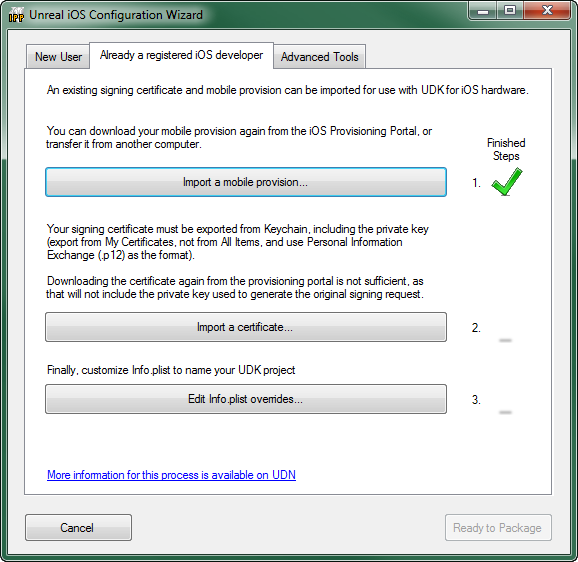 IPP Unreal iOS Configuration Wizard
New User
Already a registered iOS developer
Advanced Tools
An existing signing certificate and mobile provision can be imported for use with UDK for iOS hardware.
You can download your mobile provision again from the iOS Provisioning Portal, or
transfer it from another computer.
Finished
Steps
Import a mobile provision...
1.
Your signing certificate must be exported from Keychain, including the private key
(export from My Certificates, not from All Items, and use Personal Information
Exchange (.p12) as the format).
Downloading the certificate again from the provisioning portal is not sufficient, as
that will not include the private key used to generate the original signing request.
Import a certificate...
2.
Finally, customize Info.plist to name your UDK project
Edit Info.plist overrides...
3.
More information for this process is available on UDN
Cancel
Ready to Package